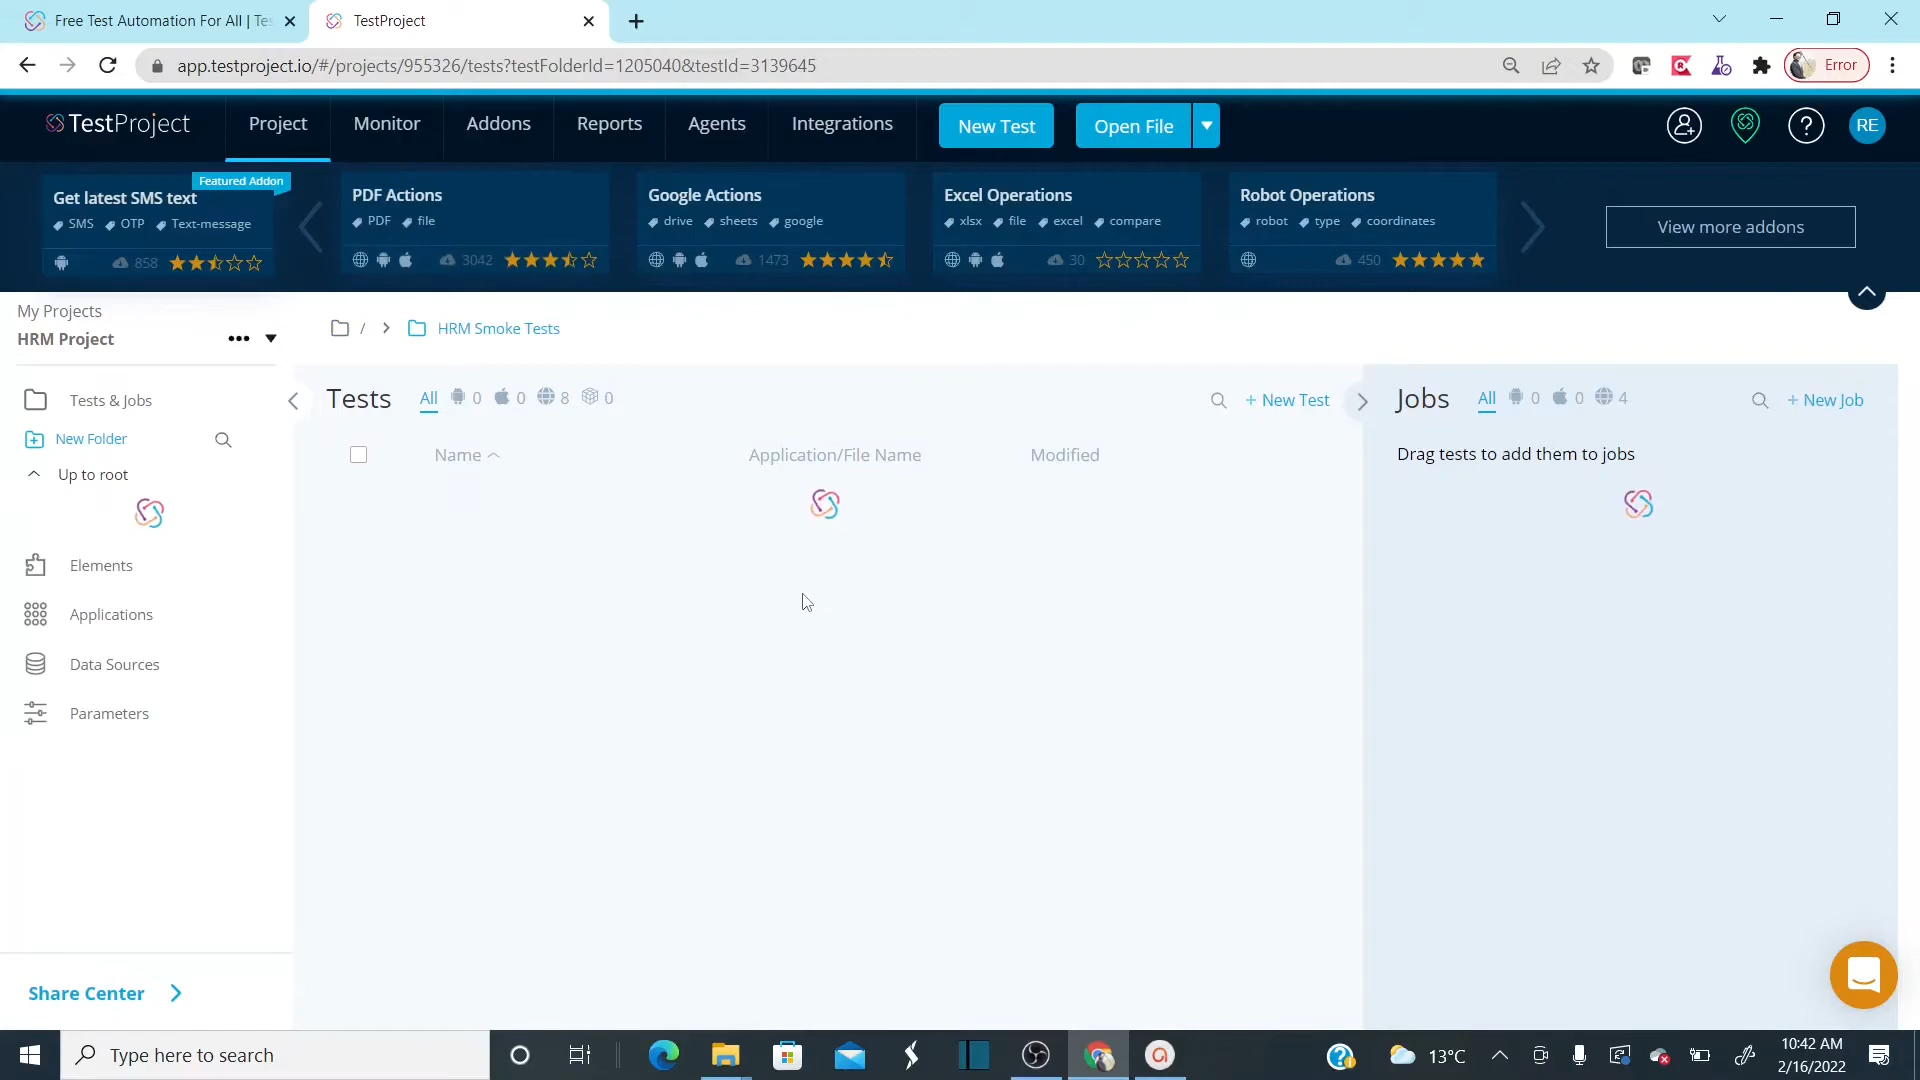 Free Test Automation For All | Tes
TestProject
app.testproject.io/#/projects/955326/tests?testFolderId=1205040&testId=3139645
Error
TestProject
Project
Monitor
Addons
Reports
Agents
Integrations
New Test
Open File
?
RE
Featured Addon
Get latest SMS text
SMS OTP Text-message
858
PDF Actions
PDF file
3042
Google Actions
drive sheets google
1473
Excel Operations
xlsx file excel compare
30
Robot Operations
robot type coordinates
450
View more addons
My Projects
HRM Project
/ > HRM Smoke Tests
Tests & Jobs
New Folder
Up to root
Elements
Applications
Data Sources
Parameters
Share Center
Tests All 0 0 8 0
+ New Test
Name
Application/File Name
Modified
Jobs All 0 0 4
+ New Job
Drag tests to add them to jobs
Type here to search
13°C
10:42 AM
2/16/2022